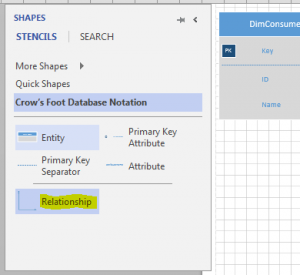 SHAPES
STENCILS SEARCH
More Shapes
Quick Shapes
Crow's Foot Database Notation
Entity
Primary Key
Attribute
Primary Key
Separator
Attribute
Relationship
DimConsume
PK Key
ID
Name